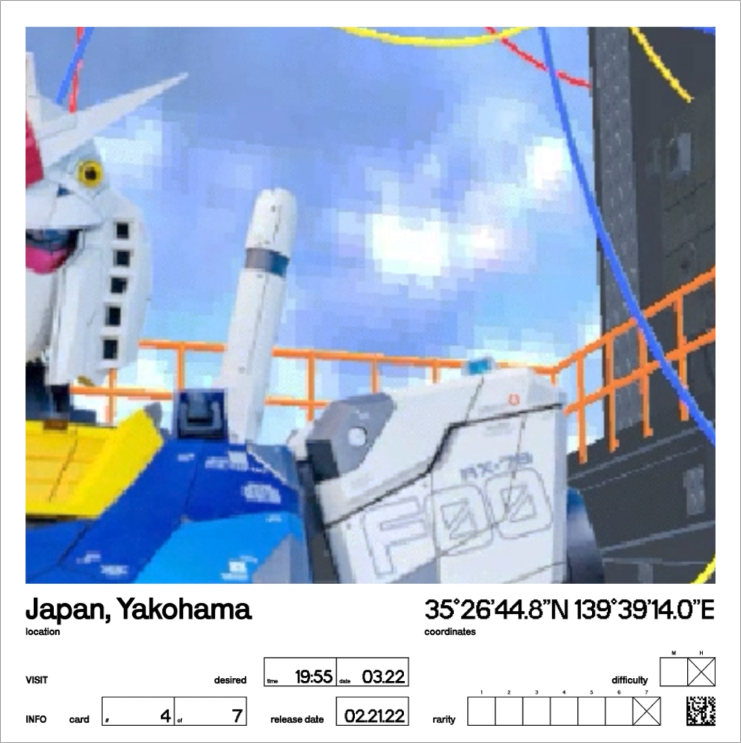 RX-78
F00
Japan, Yakohama
location
35°26'44.8”N 139°39'14.0”E
coordinates
VISIT
desired
time 19:55 date 03.22
difficulty
M H
INFO
card
# 4 of 7
release date
02.21.22
rarity
1 2 3 4 5 6 7